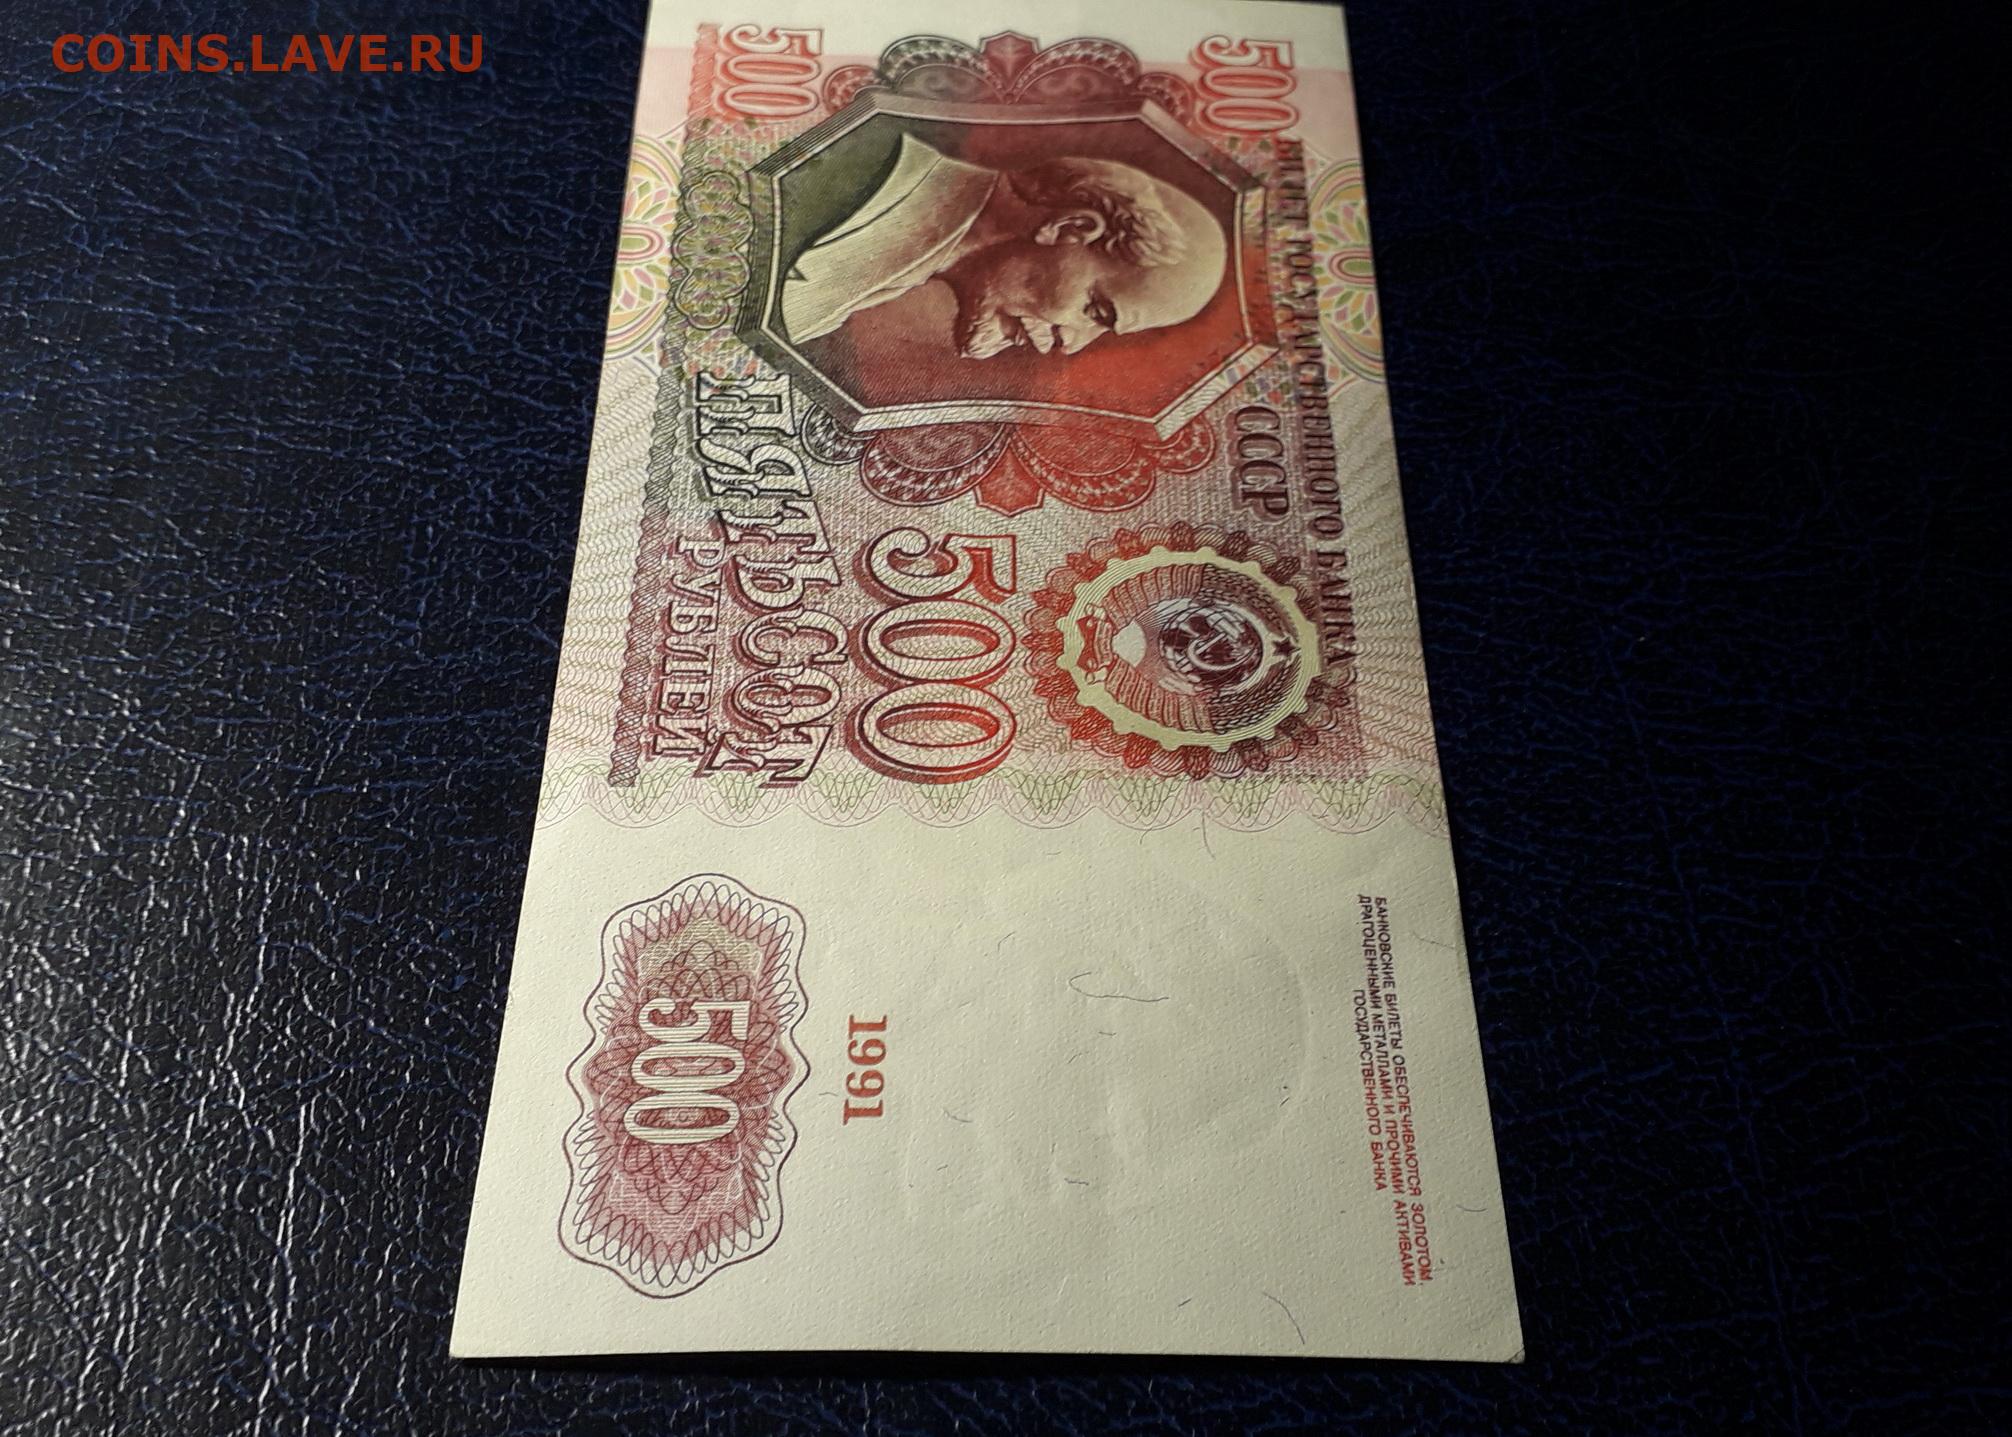 COINS.LAVE.RU
500
500
БИЛЕТ ГОСУДАРСТВЕННОГО БАНКА
СССР
500
ПЯТЬСОТ
РУБЛЕЙ
БАНКОВСКИЕ БИЛЕТЫ ОБЕСПЕЧИВАЮТСЯ ЗОЛОТОМ,
ДРАГОЦЕННЫМИ МЕТАЛЛАМИ И ПРОЧИМИ АКТИВАМИ
ГОСУДАРСТВЕННОГО БАНКА
1991
500